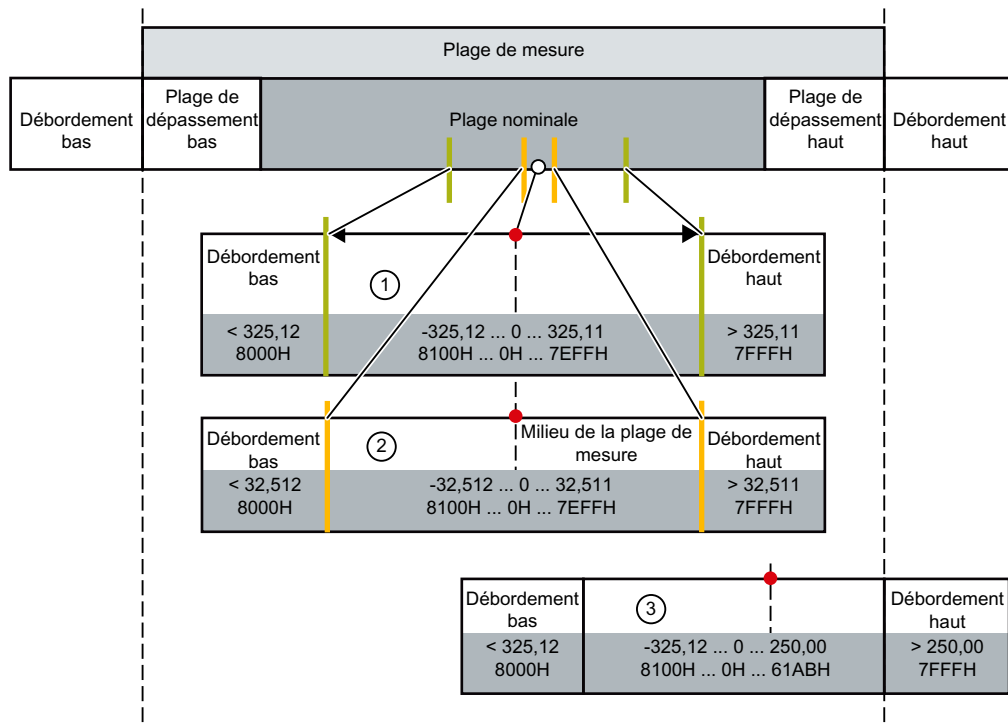 Plage de mesure
Débordement
bas
Plage de
dépassement
bas
Plage nominale
Plage de
dépassement
haut
Débordement
haut
Débordement
bas
1
Débordement
haut
< 325,12
8000H
-325,12 ... 0 ... 325,11
8100H ... 0H ... 7EFFH
> 325,11
7FFFH
Débordement
bas
2
Milieu de la plage de
mesure
Débordement
haut
< 32,512
8000H
-32,512 ... 0 ... 32,511
8100H ... 0H ... 7EFFH
> 32,511
7FFFH
Débordement
bas
3
Débordement
haut
< 325,12
8000H
-325,12 ... 0 ... 250,00
8100H ... 0H ... 61ABH
> 250,00
7FFFH